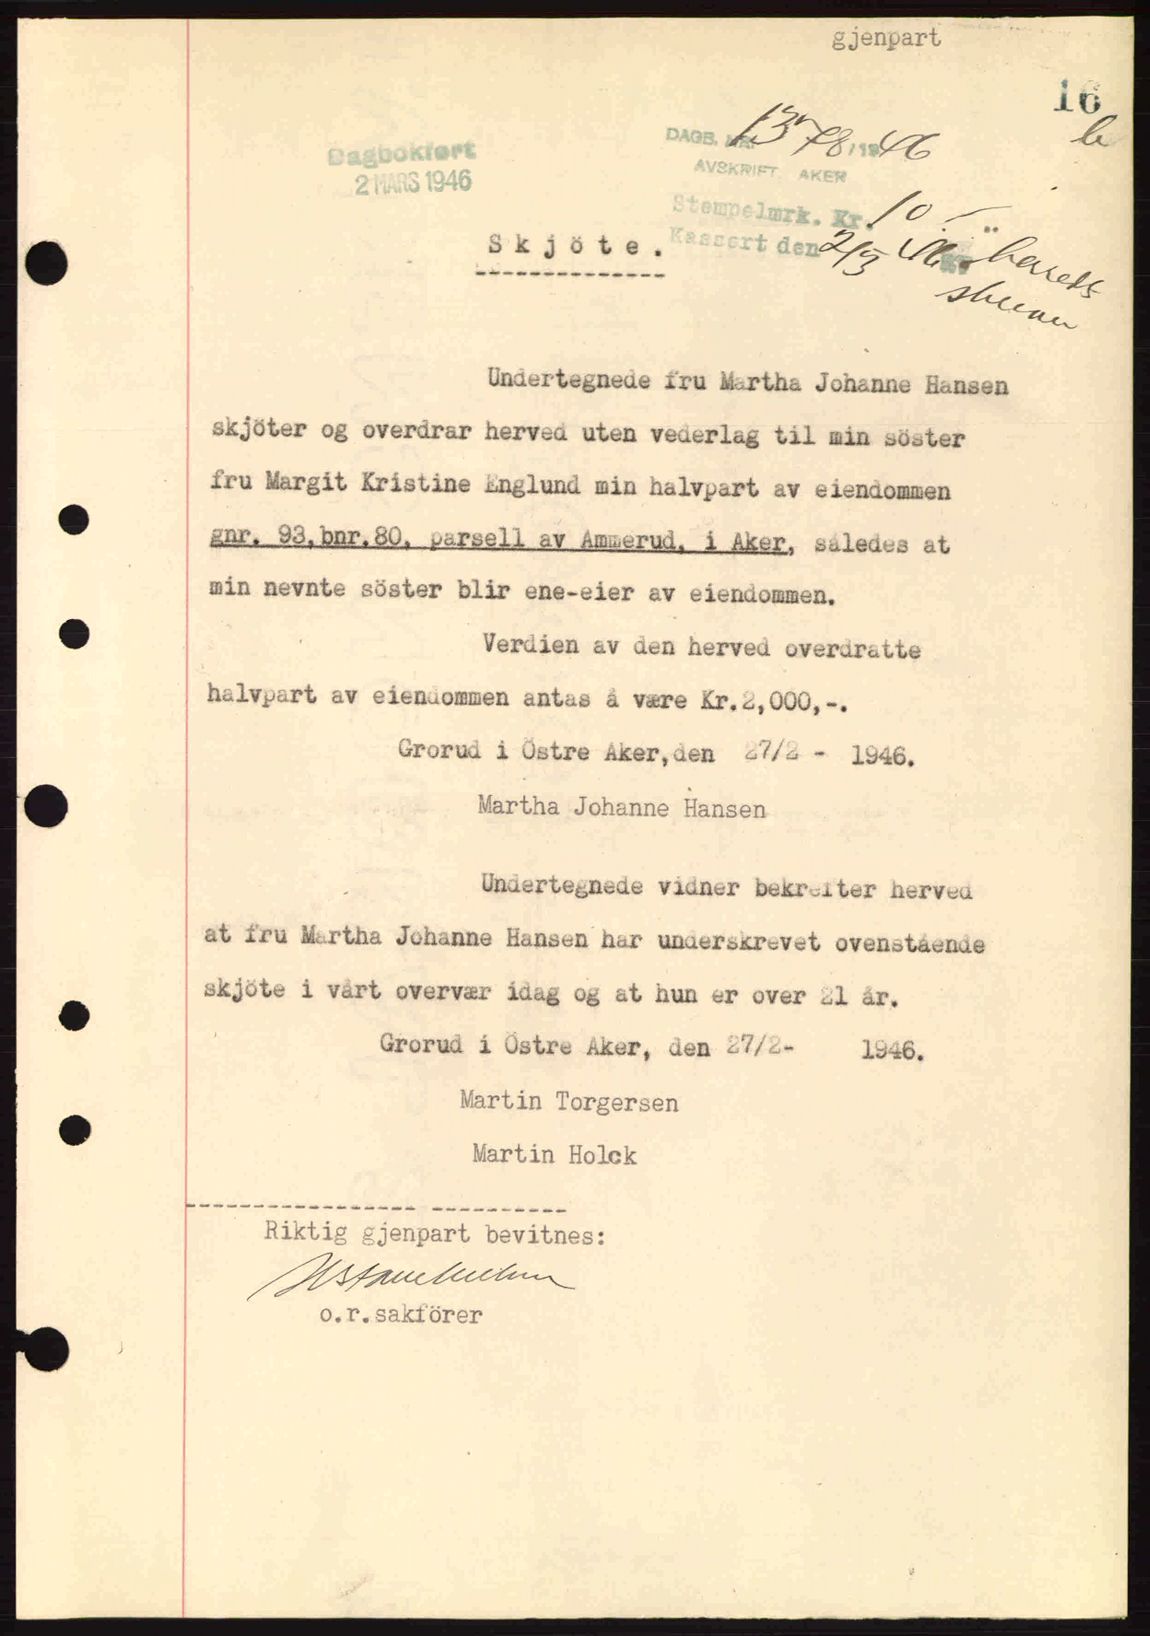 gjenpart
16
b
Dagbokført
2 MARS 1946
DAGB. NR. 1378/1946
AVSKRIFT AKER
Stempelmrk. Kr. 10 -
Kassert den 2/3
Skjöte.
Undertegnede fru Martha Johanne Hansen
skjöter og overdrar herved uten vederlag til min söster
fru Margit Kristine Englund min halvpart av eiendommen
gnr. 93, bnr. 80, parsell av Ammerud, i Aker, således at
min nevnte söster blir ene-eier av eiendommen.
Verdien av den herved overdratte
halvpart av eiendommen antas å være Kr.2,000,-.
Grorud i Östre Aker,den 27/2 - 1946.
Martha Johanne Hansen
Undertegnede vidner bekrefter herved
at fru Martha Johanne Hansen har underskrevet ovenstående
skjöte i vårt overvær idag og at hun er over 21 år.
Grorud i Östre Aker, den 27/2- 1946.
Martin Torgersen
Martin Holck
Riktig gjenpart bevitnes:
o.r.sakförer